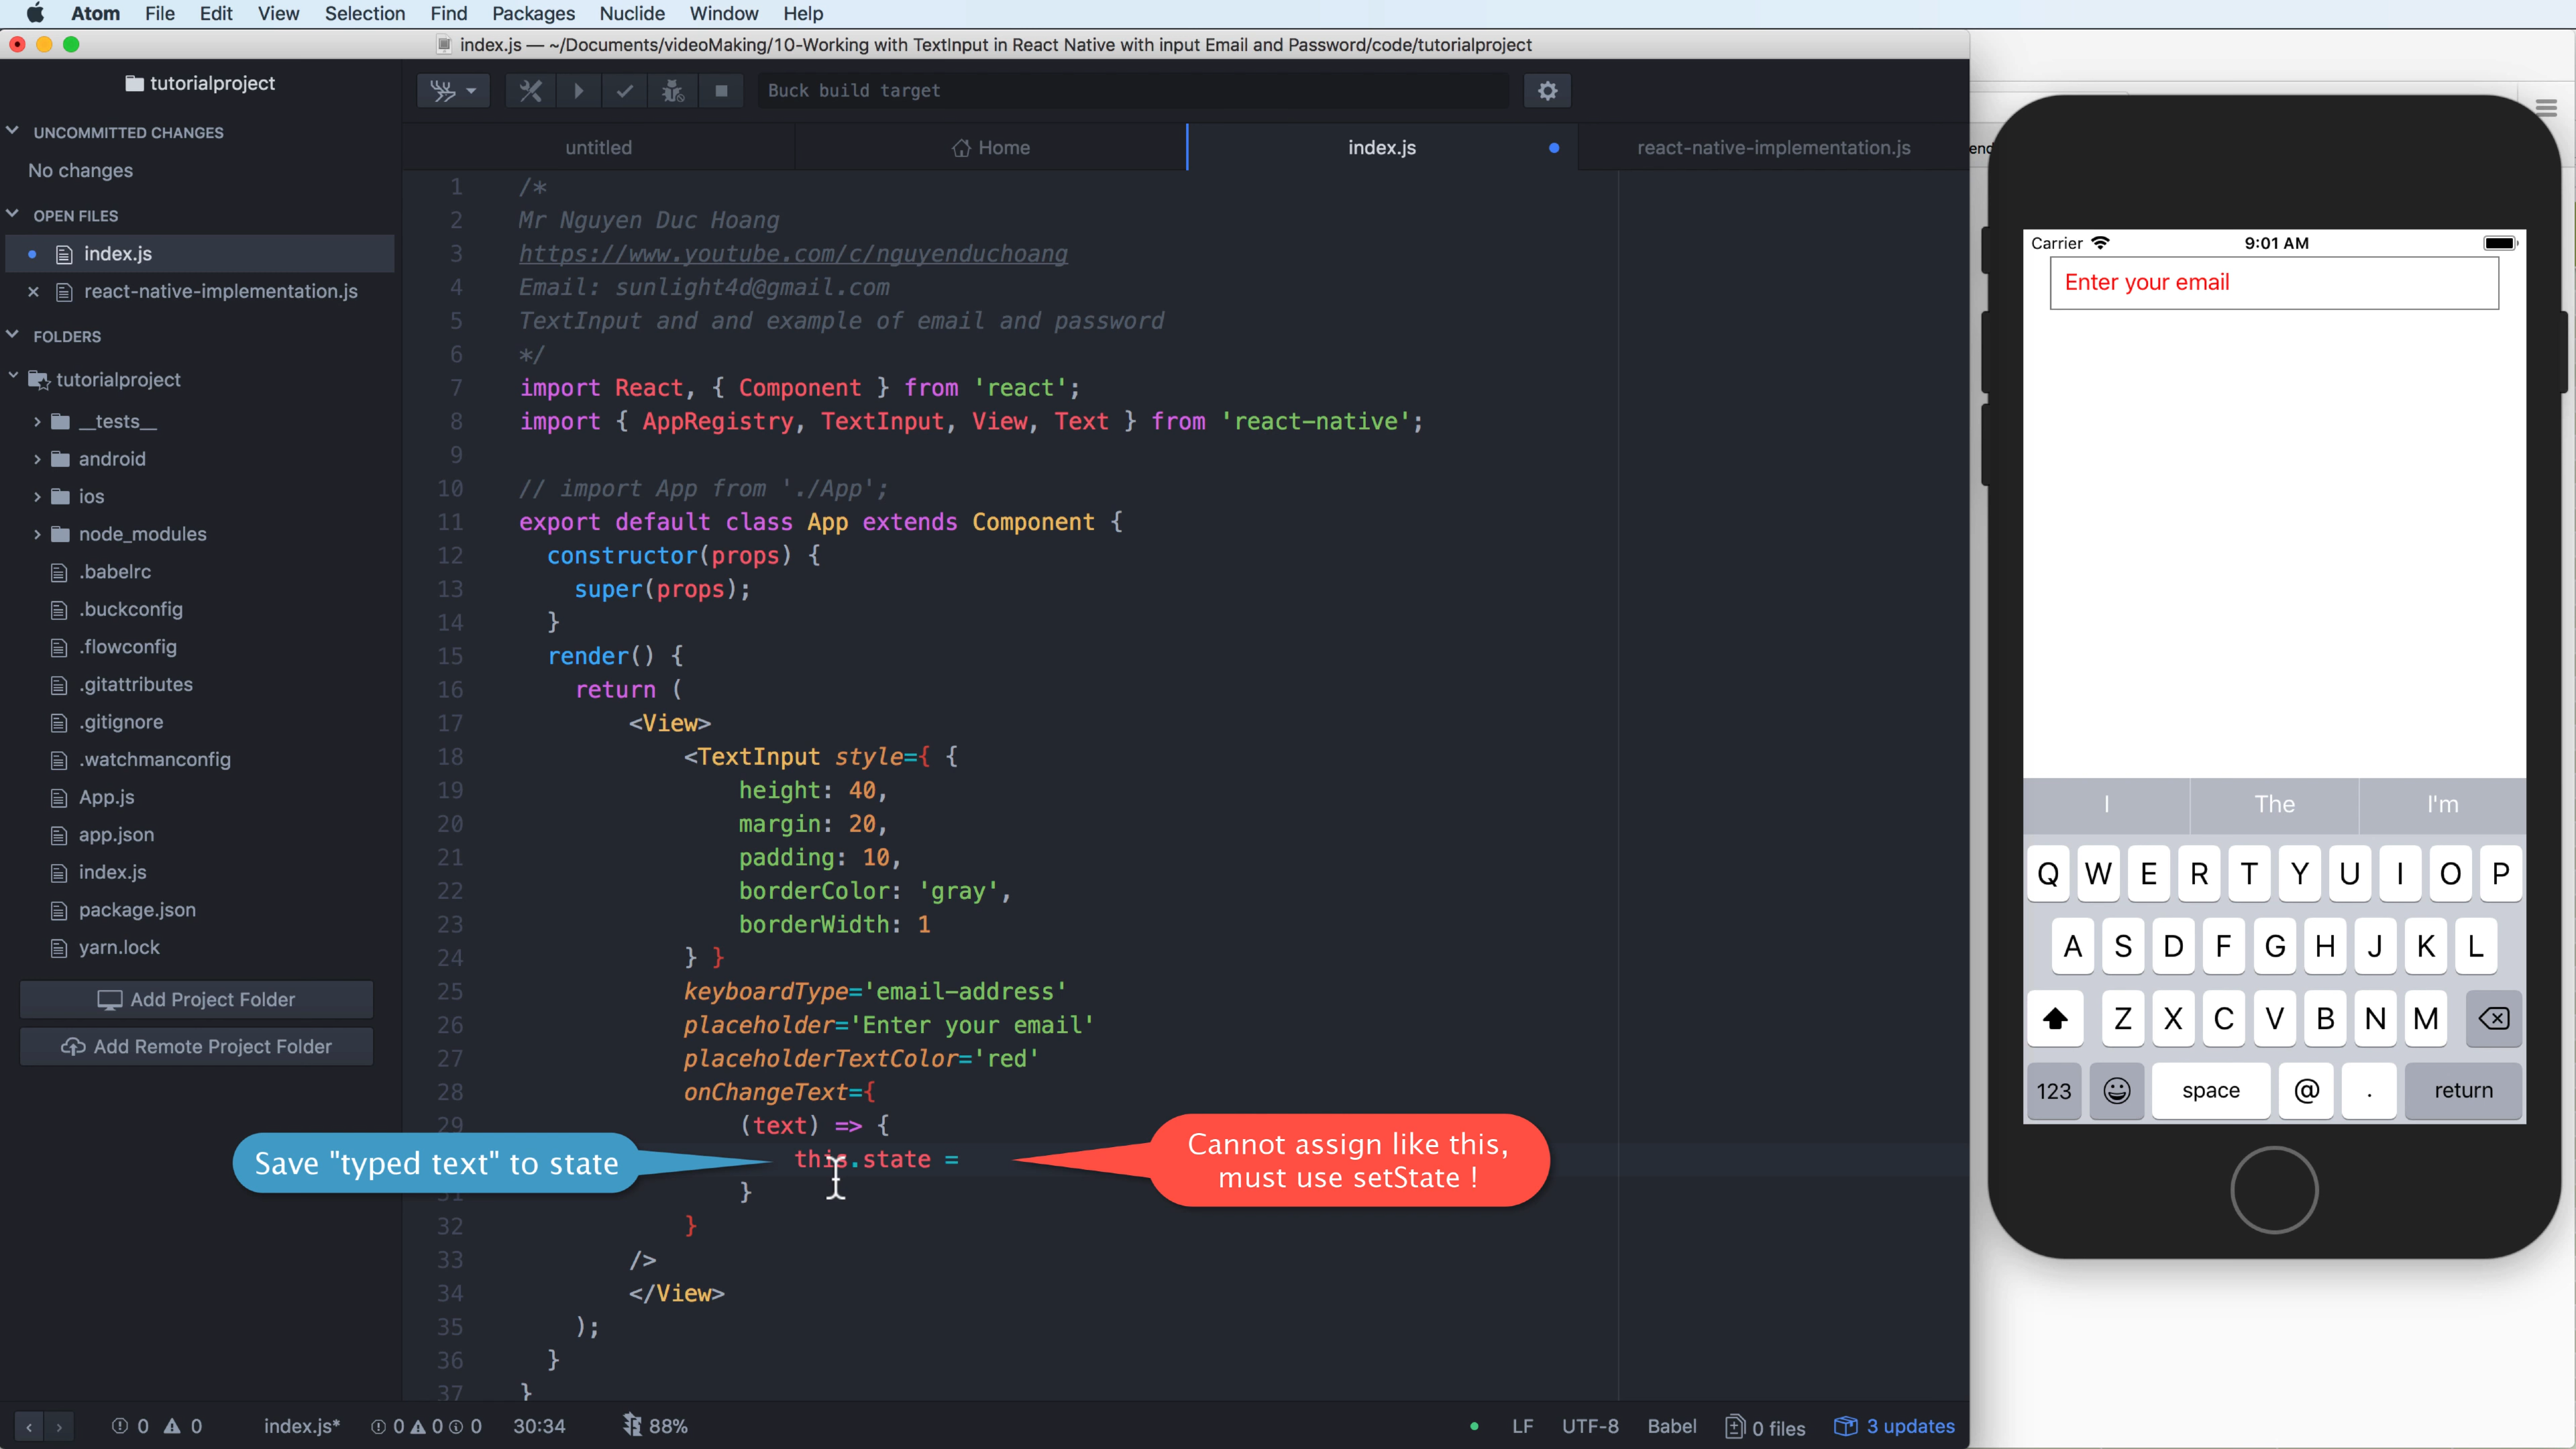 Atom File Edit View Selection Find Packages Nuclide Window Help
index.js — ~/Documents/videoMaking/10-Working with TextInput in React Native with input Email and Password/code/tutorialproject
tutorialproject
UNCOMMITTED CHANGES
No changes
OPEN FILES
index.js
react-native-implementation.js
FOLDERS
tutorialproject
__tests__
android
ios
node_modules
.babelrc
.buckconfig
.flowconfig
.gitattributes
.gitignore
.watchmanconfig
App.js
app.json
index.js
package.json
yarn.lock
Add Project Folder
Add Remote Project Folder
Buck build target
untitled Home index.js react-native-implementation.js
1 /*
2 Mr Nguyen Duc Hoang
3 https://www.youtube.com/c/nguyenduchoang
4 Email: sunlight4d@gmail.com
5 TextInput and and example of email and password
6 */
7 import React, { Component } from 'react';
8 import { AppRegistry, TextInput, View, Text } from 'react-native';
9
10 // import App from './App';
11 export default class App extends Component {
12 constructor(props) {
13 super(props);
14 }
15 render() {
16 return (
17 <View>
18 <TextInput style={ {
19 height: 40,
20 margin: 20,
21 padding: 10,
22 borderColor: 'gray',
23 borderWidth: 1
24 } }
25 keyboardType='email-address'
26 placeholder='Enter your email'
27 placeholderTextColor='red'
28 onChangeText={
29 (text) => {
this.state =
31 }
32 }
33 />
34 </View>
35 );
36 }
37 }
Save "typed text" to state
Cannot assign like this,
must use setState !
0 0 index.js* 0 0 0 30:34 88% LF UTF-8 Babel 0 files 3 updates
end
Carrier 9:01 AM
Enter your email
I The I'm
Q W E R T Y U I O P
A S D F G H J K L
Z X C V B N M
123 space @ . return